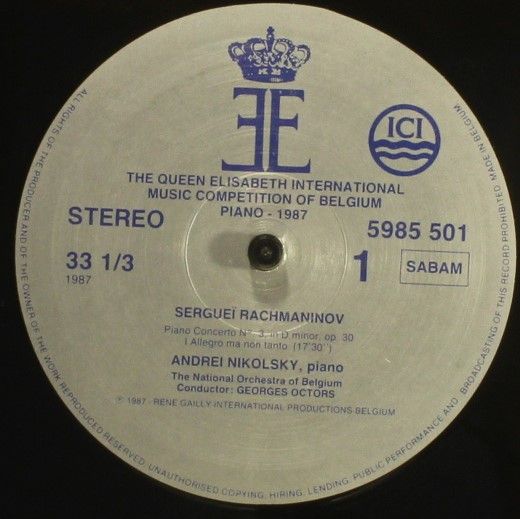 ƎE
ICI
THE QUEEN ELISABETH INTERNATIONAL
MUSIC COMPETITION OF BELGIUM
PIANO - 1987
STEREO
5985 501
33 1/3
1987
1
SABAM
SERGUEÏ RACHMANINOV
Piano Concerto N° 3, in D minor, op. 30
I Allegro ma non tanto (17'30'')
ANDREI NIKOLSKY, piano
The National Orchestra of Belgium
Conductor: GEORGES OCTORS
℗ 1987 - RENE GAILLY INTERNATIONAL PRODUCTIONS BELGIUM
ALL RIGHTS OF THE PRODUCER AND OF THE OWNER OF THE WORK REPRODUCED RESERVED. UNAUTHORISED COPYING, HIRING, LENDING, PUBLIC PERFORMANCE AND BROADCASTING OF THIS RECORD PROHIBITED MADE IN BELGIUM